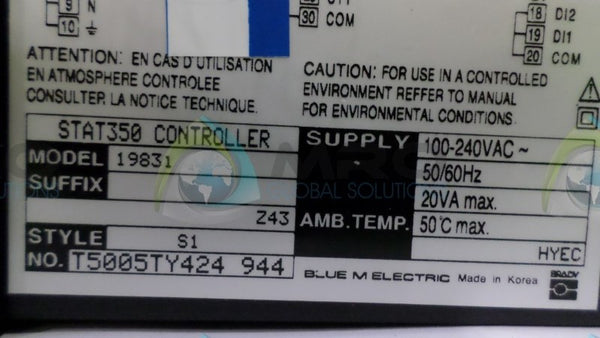 9 N
10
30 COM
18 DI2
19 DI1
20 COM
ATTENTION: EN CAS D'UTILISATION
EN ATMOSPHERE CONTROLEE
CONSULTER LA NOTICE TECHNIQUE.
CAUTION: FOR USE IN A CONTROLLED
ENVIRONMENT REFFER TO MANUAL
FOR ENVIRONMENTAL CONDITIONS.
STAT350 CONTROLLER
MODEL 19831
SUFFIX
Z43
STYLE S1
NO. T5005TY424 944
SUPPLY 100-240VAC ~
50/60Hz
20VA max.
AMB.TEMP. 50°C max.
HYEC
BLUE M ELECTRIC Made in Korea
BRADY
MRO
GLOBAL SOLUTIONS